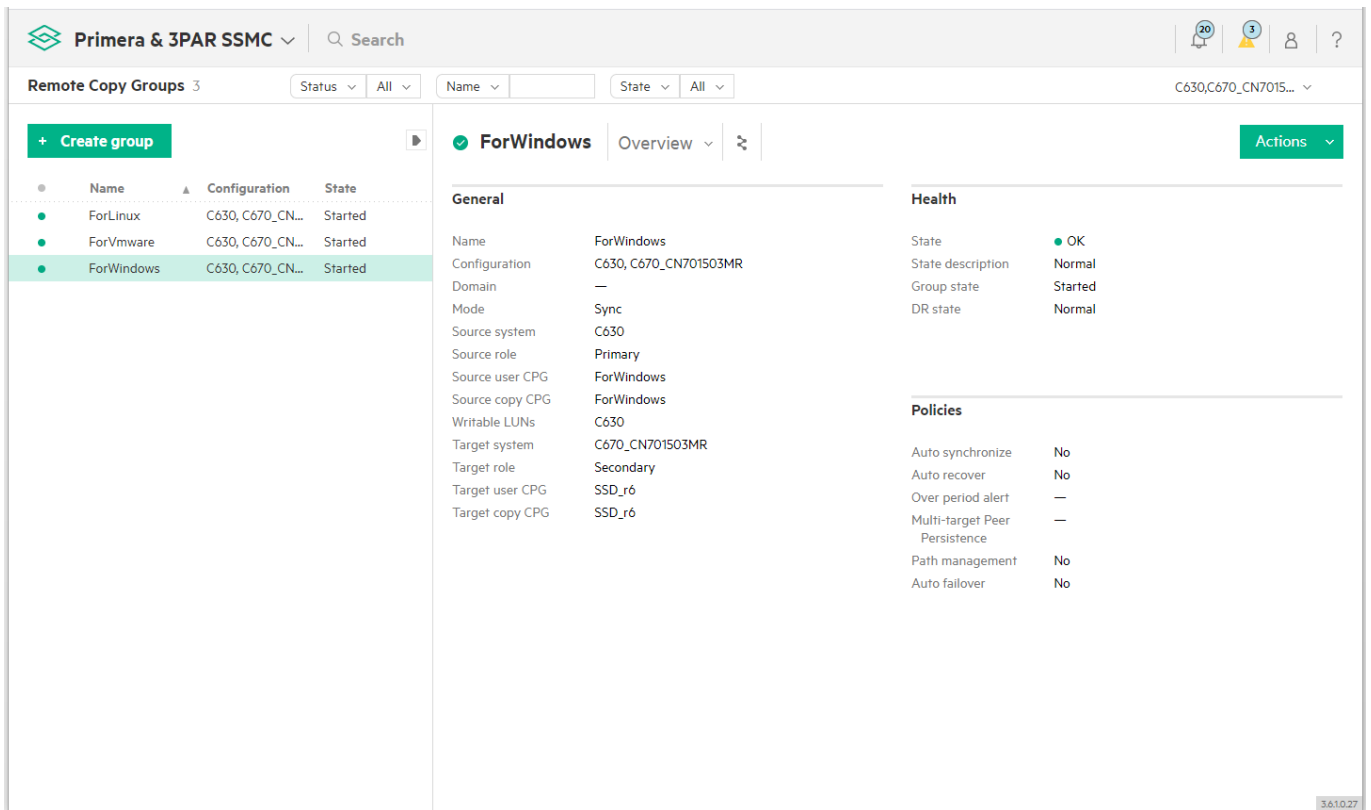 Primera & 3PAR SSMC Search 20 3 ?
Remote Copy Groups 3 Status All Name State All C630,C670_CN7015...
+ Create group ForWindows Overview Actions
Name Configuration State
ForLinux C630, C670_CN... Started
ForVmware C630, C670_CN... Started
ForWindows C630, C670_CN... Started
General
Name ForWindows
Configuration C630, C670_CN701503MR
Domain —
Mode Sync
Source system C630
Source role Primary
Source user CPG ForWindows
Source copy CPG ForWindows
Writable LUNs C630
Target system C670_CN701503MR
Target role Secondary
Target user CPG SSD_r6
Target copy CPG SSD_r6
Health
State OK
State description Normal
Group state Started
DR state Normal
Policies
Auto synchronize No
Auto recover No
Over period alert —
Multi-target Peer —
Persistence
Path management No
Auto failover No
3.6.1.0.27